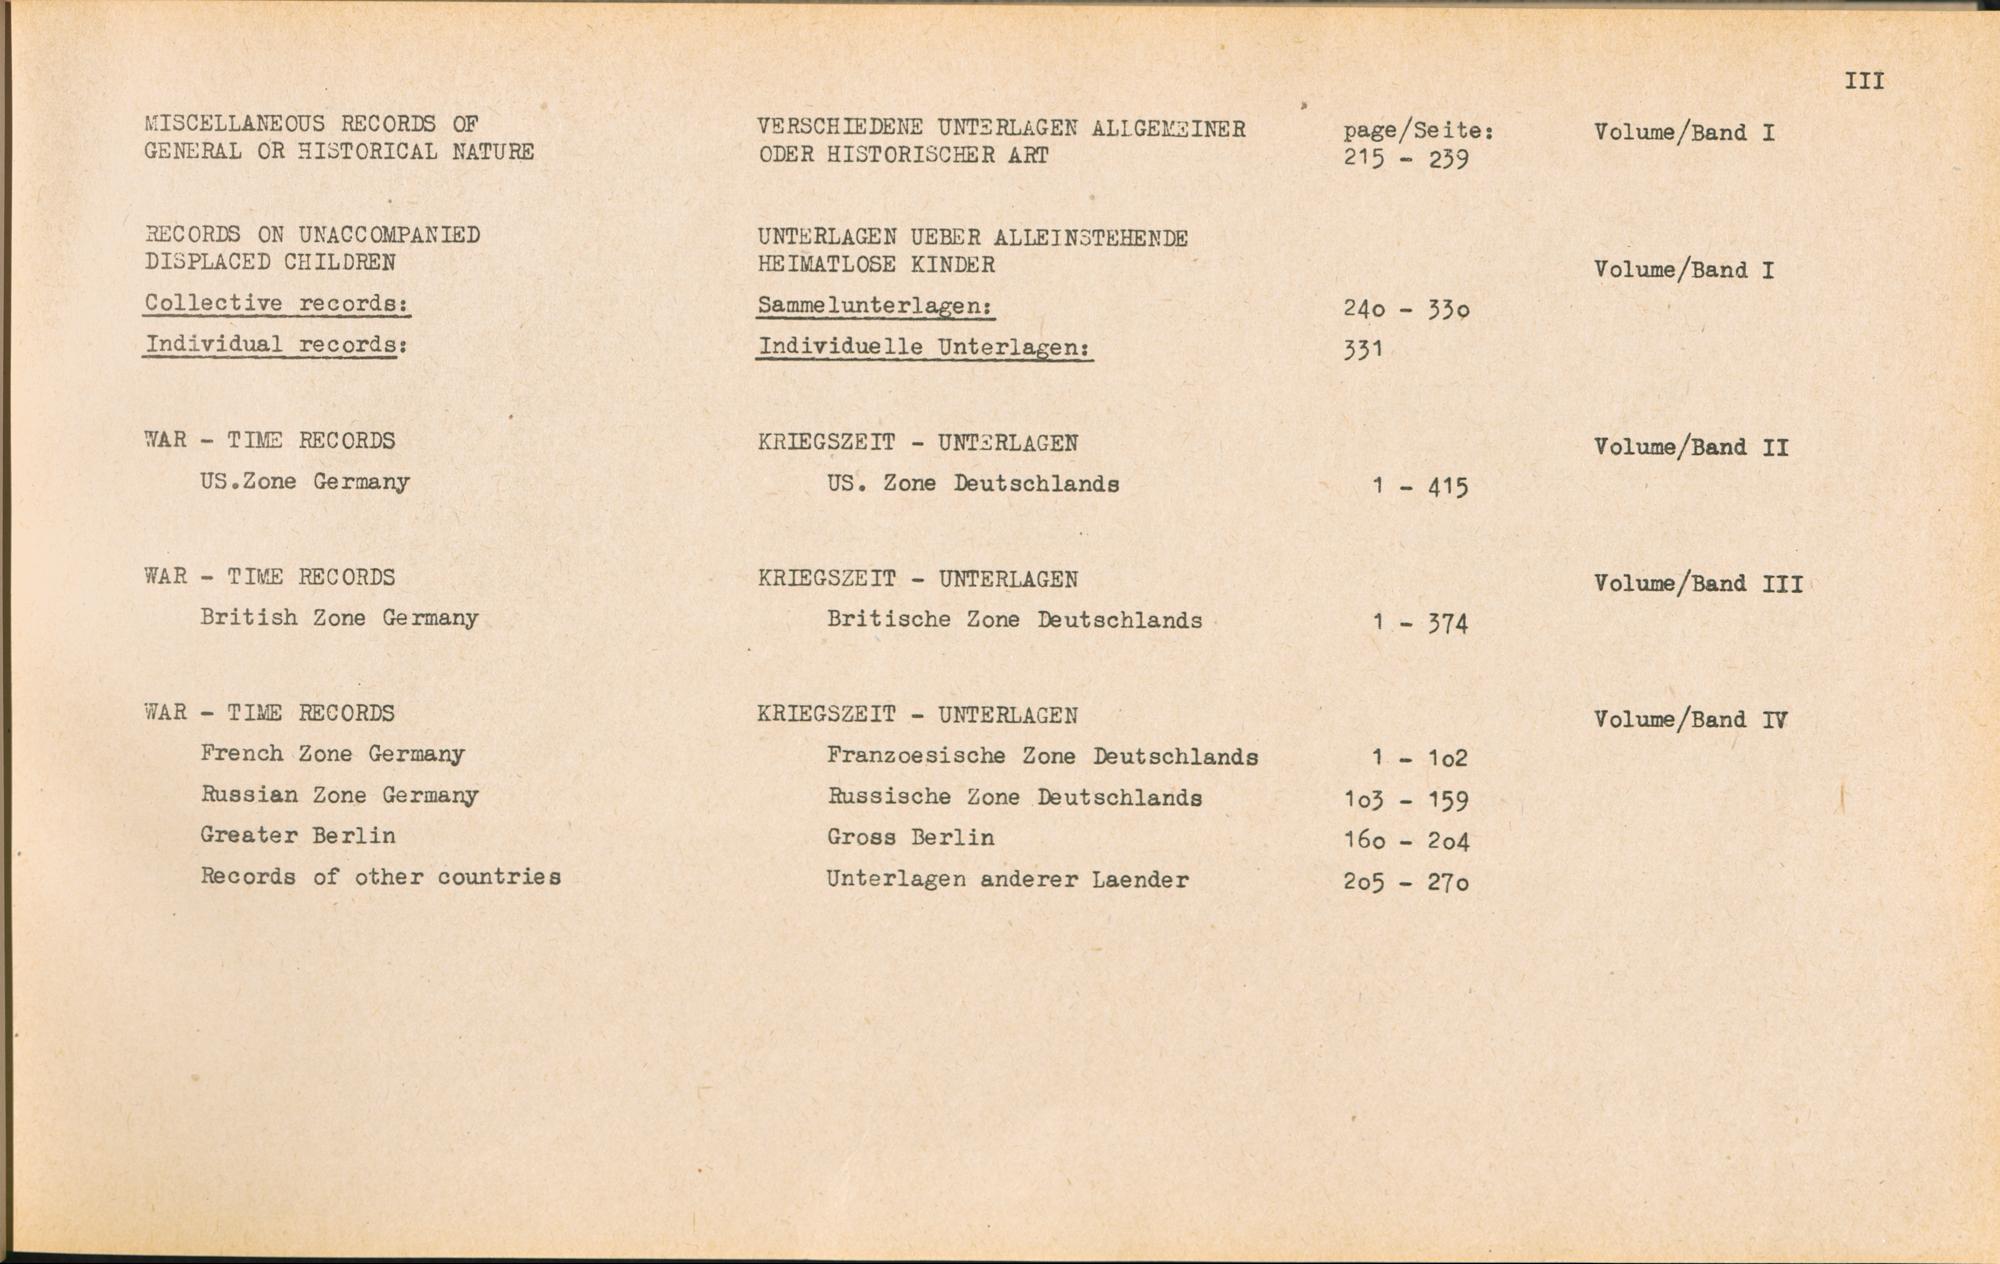 III
MISCELLANEOUS RECORDS OF VERSCHIEDENE UNTERLAGEN ALLGEMEINER page/Seite: Volume/Band I
GENERAL OR HISTORICAL NATURE ODER HISTORISCHER ART 215 - 239
RECORDS ON UNACCOMPANIED UNTERLAGEN UEBER ALLEINSTEHENDE
DISPLACED CHILDREN HEIMATLOSE KINDER Volume/Band I
Collective records: Sammelunterlagen: 24o - 33o
Individual records: Individuelle Unterlagen: 331
WAR - TIME RECORDS KRIEGSZEIT - UNTERLAGEN Volume/Band II
US.Zone Germany US. Zone Deutschlands 1 - 415
WAR - TIME RECORDS KRIEGSZEIT - UNTERLAGEN Volume/Band III
British Zone Germany Britische Zone Deutschlands 1 - 374
WAR - TIME RECORDS KRIEGSZEIT - UNTERLAGEN Volume/Band IV
French Zone Germany Franzoesische Zone Deutschlands 1 - 1o2
Russian Zone Germany Russische Zone Deutschlands 1o3 - 159
Greater Berlin Gross Berlin 16o - 2o4
Records of other countries Unterlagen anderer Laender 2o5 - 27o